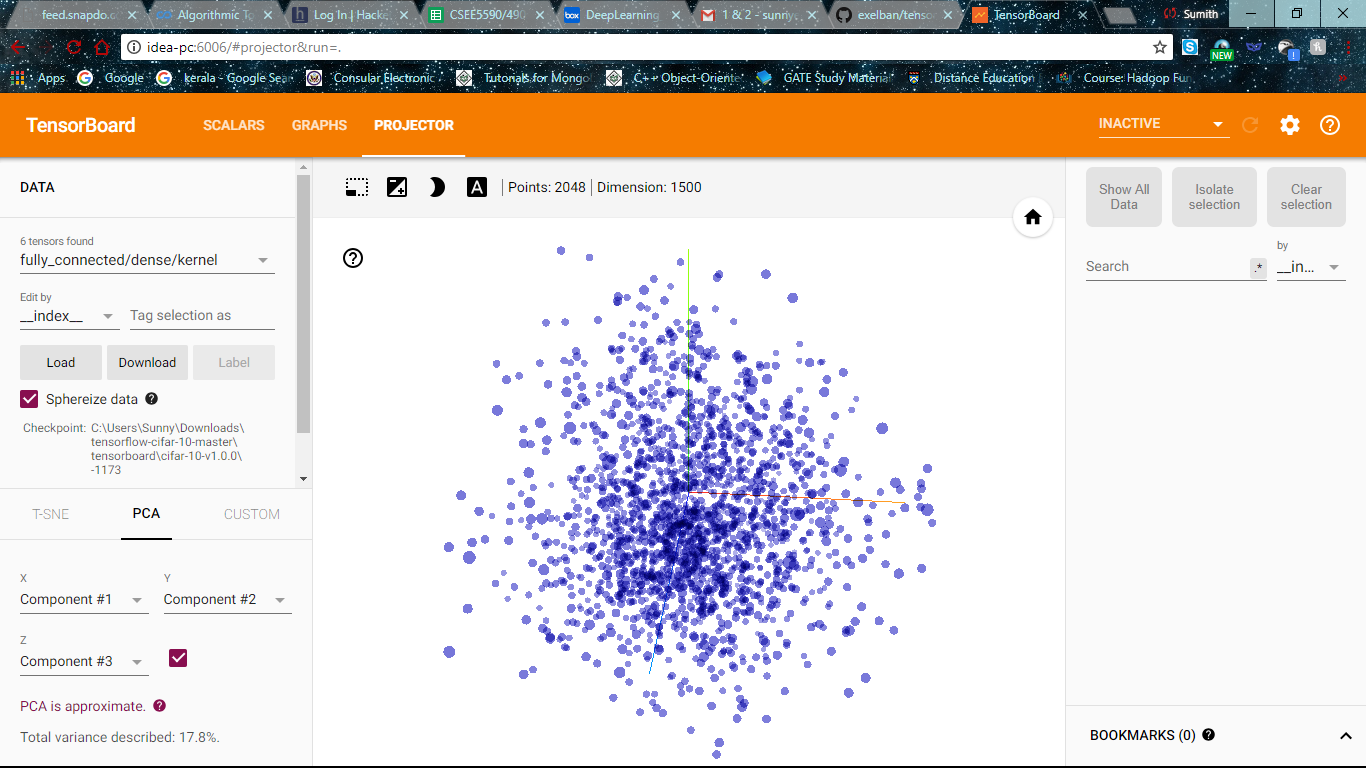 feed.snapdo.c
Algorithmic T
Log In | Hacke
CSEE5590/490
DeepLearning
1 & 2 - sunny.
exelban/tenso
TensorBoard
Sumith
idea-pc:6006/#projector&run=.
NEW
Apps
Google
kerala - Google Sea
Consular Electronic
Tutorials for Mongo
C++ Object-Oriente
GATE Study Material
Distance Education
Course: Hadoop Fun
TensorBoard
SCALARS
GRAPHS
PROJECTOR
INACTIVE
DATA
6 tensors found
fully_connected/dense/kernel
Edit by
__index__
Tag selection as
Load
Download
Label
Sphereize data
Checkpoint: C:\Users\Sunny\Downloads\
tensorflow-cifar-10-master\
tensorboard\cifar-10-v1.0.0\
-1173
T-SNE
PCA
CUSTOM
X
Y
Component #1
Component #2
Z
Component #3
PCA is approximate.
Total variance described: 17.8%.
A
Points: 2048 | Dimension: 1500
Show All
Data
Isolate
selection
Clear
selection
Search
.*
by
__in...
BOOKMARKS (0)